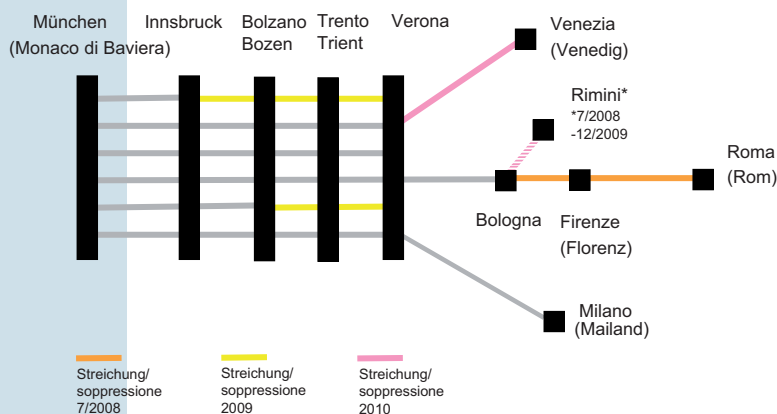 München
(Monaco di Baviera)
Innsbruck
Bolzano
Bozen
Trento
Trient
Verona
Venezia
(Venedig)
Rimini*
*7/2008
-12/2009
Roma
(Rom)
Bologna
Firenze
(Florenz)
Milano
(Mailand)
Streichung/
soppressione
7/2008
Streichung/
soppressione
2009
Streichung/
soppressione
2010